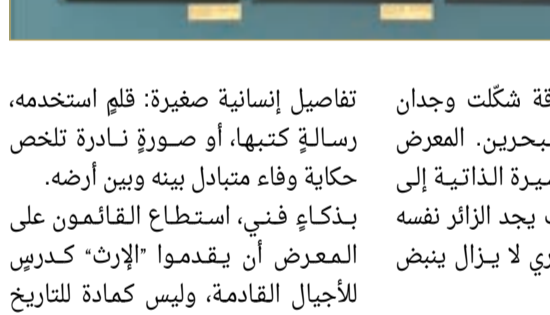 قة شكّلت وجدان
بحرين. المعرض
سيرة الذاتية إلى
يجد الزائر نفسه
ري لا يزال ينبض
تفاصيل إنسانية صغيرة: قلمٍ استخدمه،
رسالةٍ كتبها، أو صورةٍ نادرة تلخص
حكاية وفاء متبادل بينه وبين أرضه.
بذكاءٍ فني، استطاع القائمون على
المعرض أن يقدموا "الإرث" كدرسٍ
للأجيال القادمة، وليس كمادة للتاريخ